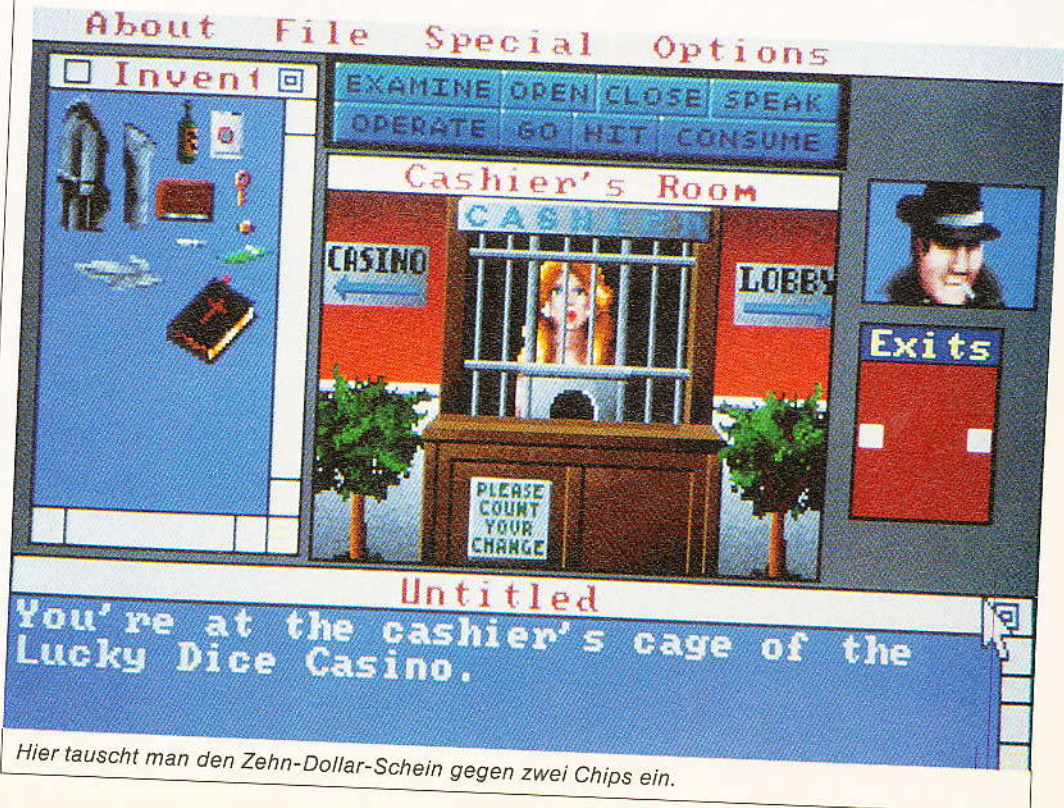 About File Special Options
Invent
EXAMINE OPEN CLOSE SPEAK
OPERATE GO HIT CONSUME
Cashier's Room
CASHIER
CASINO
LOBBY
Exits
PLEASE
COUNT
YOUR
CHANGE
Untitled
You're at the cashier's cage of the
Lucky Dice Casino.
Hier tauscht man den Zehn-Dollar-Schein gegen zwei Chips ein.